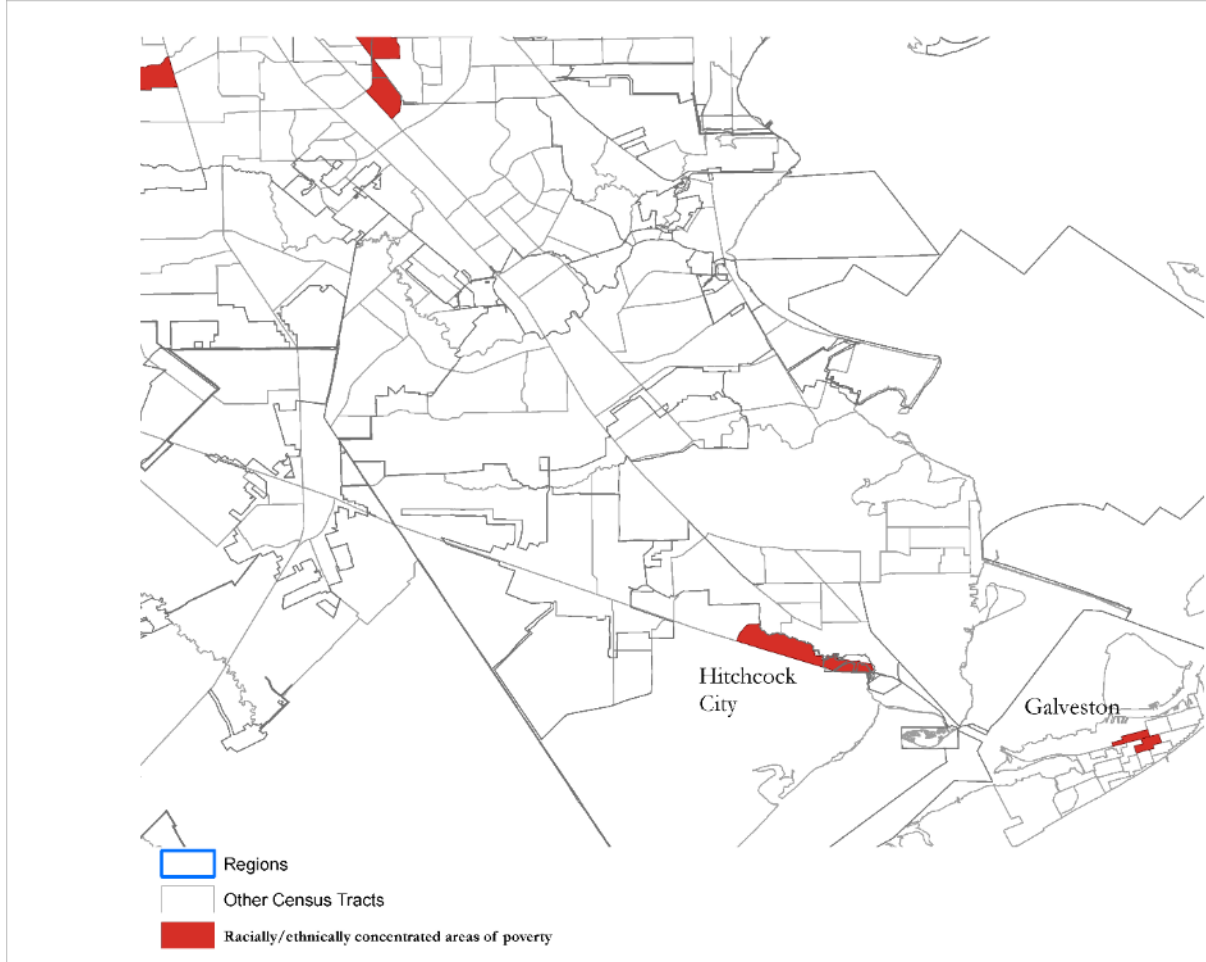 Hitchcock
City
Galveston
Regions
Other Census Tracts
Racially/ethnically concentrated areas of poverty